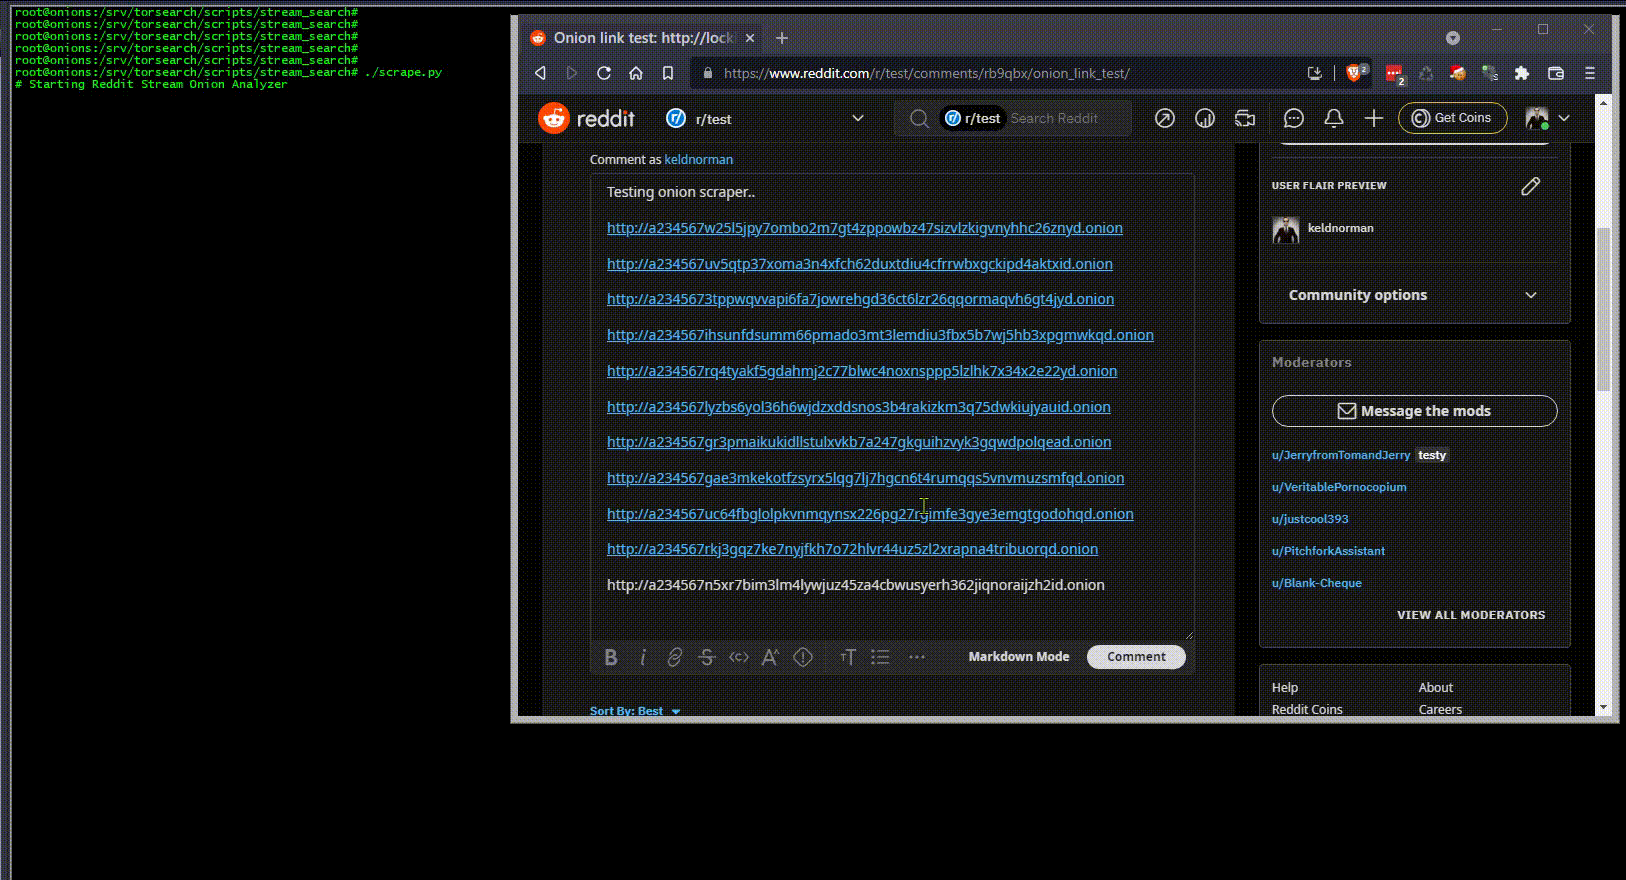 root@onions:/srv/torsearch/scripts/stream_search#
root@onions:/srv/torsearch/scripts/stream_search#
root@onions:/srv/torsearch/scripts/stream_search#
root@onions:/srv/torsearch/scripts/stream_search#
root@onions:/srv/torsearch/scripts/stream_search#
root@onions:/srv/torsearch/scripts/stream_search# ./scrape.py
# Starting Reddit Stream Onion Analyzer
Onion link test: http://lock
https://www.reddit.com/r/test/comments/rb9qbx/onion_link_test/
2
2
reddit
r/test
r/test Search Reddit
Get Coins
Comment as keldnorman
Testing onion scraper..
http://a234567w25l5jpy7ombo2m7gt4zppowbz47sizvlzkigvnyhhc26znyd.onion
http://a234567uv5qtp37xoma3n4xfch62duxtdiu4cfrrwbxgckipd4aktxid.onion
http://a2345673tppwqvvapi6fa7jowrehgd36ct6lzr26qqormaqvh6gt4jyd.onion
http://a234567ihsunfdsumm66pmado3mt3lemdiu3fbx5b7wj5hb3xpgmwkqd.onion
http://a234567rq4tyakf5gdahmj2c77blwc4noxnsppp5lzlhk7x34x2e22yd.onion
http://a234567lyzbs6yol36h6wjdzxddsnos3b4rakizkm3q75dwkiujyauid.onion
http://a234567gr3pmaikukidllstulxvkb7a247gkguihzvyk3gqwdpolqead.onion
http://a234567gae3mkekotfzsyrx5lqg7lj7hgcn6t4rumqqs5vnvmuzsmfqd.onion
http://a234567uc64fbglolpkvnmqynsx226pg27rgimfe3gye3emgtgodohqd.onion
http://a234567rkj3gqz7ke7nyjfkh7o72hlvr44uz5zl2xrapna4tribuorqd.onion
http://a234567n5xr7bim3lm4lywjuz45za4cbwusyerh362jiqnoraijzh2id.onion
Markdown Mode
Comment
Sort By: Best
USER FLAIR PREVIEW
keldnorman
Community options
Moderators
Message the mods
u/JerryfromTomandJerry testy
u/VeritablePornocopium
u/justcool393
u/PitchforkAssistant
u/Blank-Cheque
VIEW ALL MODERATORS
Help
About
Reddit Coins
Careers